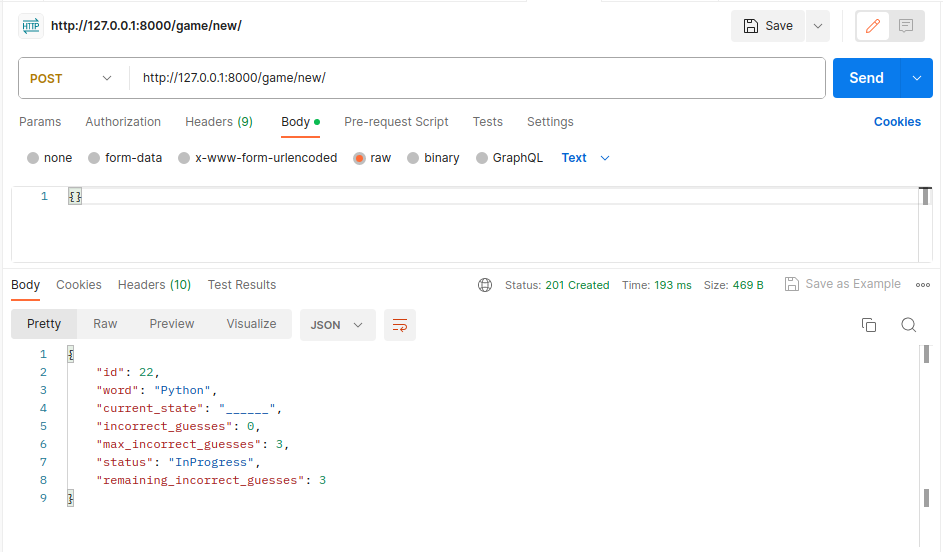 HTTP http://127.0.0.1:8000/game/new/ Save
POST http://127.0.0.1:8000/game/new/ Send
Params Authorization Headers (9) Body Pre-request Script Tests Settings Cookies
none form-data x-www-form-urlencoded raw binary GraphQL Text
1 {}
Body Cookies Headers (10) Test Results Status: 201 Created Time: 193 ms Size: 469 B Save as Example
Pretty Raw Preview Visualize JSON
1 {
2 "id": 22,
3 "word": "Python",
4 "current_state": "______",
5 "incorrect_guesses": 0,
6 "max_incorrect_guesses": 3,
7 "status": "InProgress",
8 "remaining_incorrect_guesses": 3
9 }